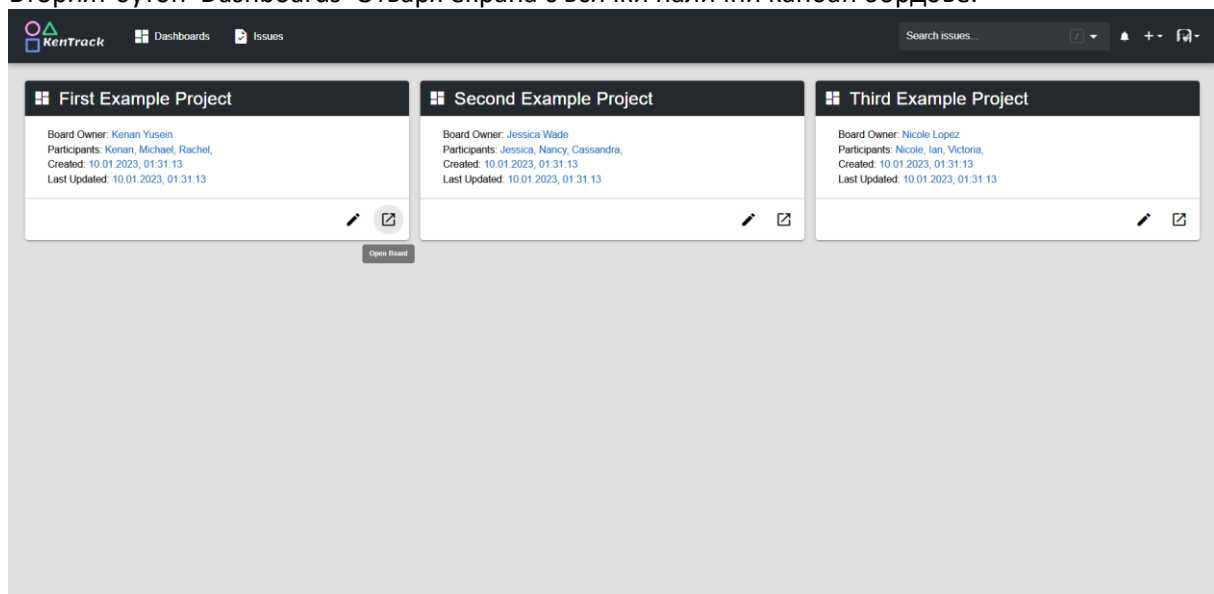 Вторият бутон 'Dashboards' Отваря екрана с всички налични канбан бордове.
KenTrack Dashboards Issues Search issues... /
First Example Project
Board Owner: Kenan Yusein
Participants: Kenan, Michael, Rachel,
Created: 10.01.2023, 01:31:13
Last Updated: 10.01.2023, 01:31:13
Open Board
Second Example Project
Board Owner: Jessica Wade
Participants: Jessica, Nancy, Cassandra,
Created: 10.01.2023, 01:31:13
Last Updated: 10.01.2023, 01:31:13
Third Example Project
Board Owner: Nicole Lopez
Participants: Nicole, Ian, Victoria,
Created: 10.01.2023, 01:31:13
Last Updated: 10.01.2023, 01:31:13